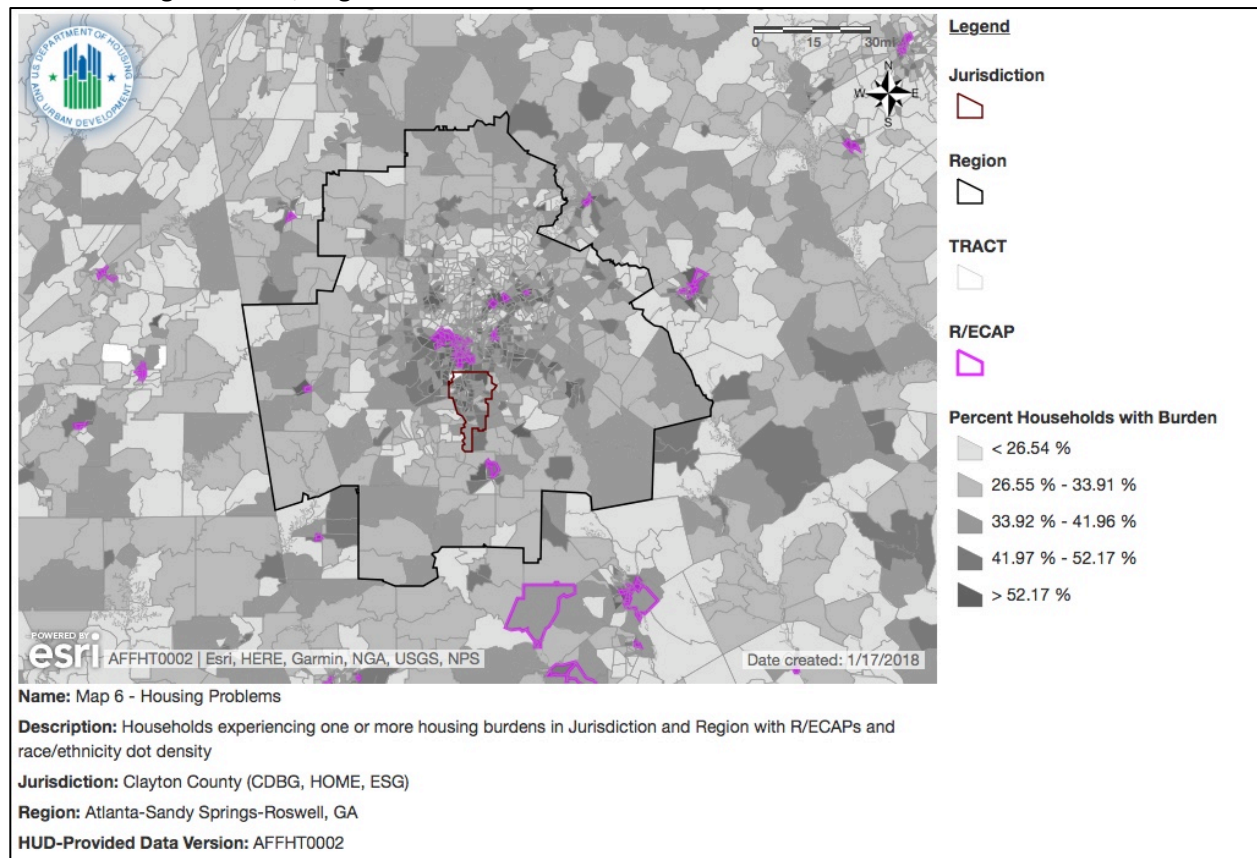 U.S. DEPARTMENT OF HOUSING
AND URBAN DEVELOPMENT
0 15 30mi
N
W E
S
Legend
Jurisdiction
Region
TRACT
R/ECAP
Percent Households with Burden
< 26.54 %
26.55 % - 33.91 %
33.92 % - 41.96 %
41.97 % - 52.17 %
> 52.17 %
POWERED BY
esri
AFFHT0002 | Esri, HERE, Garmin, NGA, USGS, NPS
Date created: 1/17/2018
Name: Map 6 - Housing Problems
Description: Households experiencing one or more housing burdens in Jurisdiction and Region with R/ECAPs and
race/ethnicity dot density
Jurisdiction: Clayton County (CDBG, HOME, ESG)
Region: Atlanta-Sandy Springs-Roswell, GA
HUD-Provided Data Version: AFFHT0002